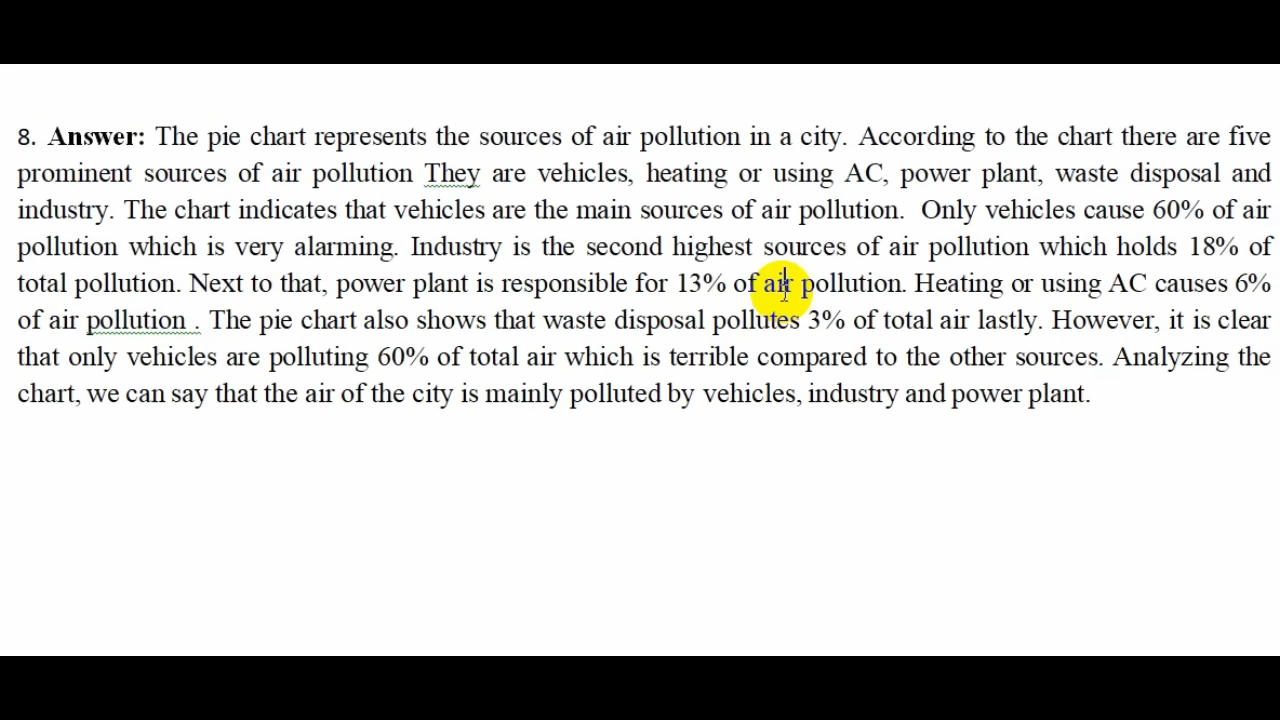 8. Answer: The pie chart represents the sources of air pollution in a city. According to the chart there are five
prominent sources of air pollution They are vehicles, heating or using AC, power plant, waste disposal and
industry. The chart indicates that vehicles are the main sources of air pollution.  Only vehicles cause 60% of air
pollution which is very alarming. Industry is the second highest sources of air pollution which holds 18% of
total pollution. Next to that, power plant is responsible for 13% of air pollution. Heating or using AC causes 6%
of air pollution . The pie chart also shows that waste disposal pollutes 3% of total air lastly. However, it is clear
that only vehicles are polluting 60% of total air which is terrible compared to the other sources. Analyzing the
chart, we can say that the air of the city is mainly polluted by vehicles, industry and power plant.